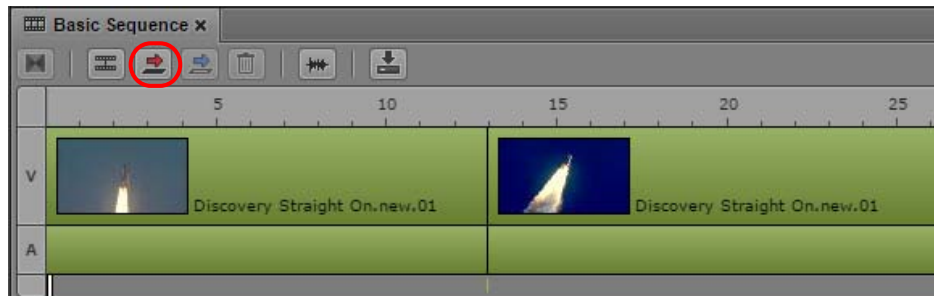 Basic Sequence x
5 10 15 20 25
V
Discovery Straight On.new.01 Discovery Straight On.new.01
A